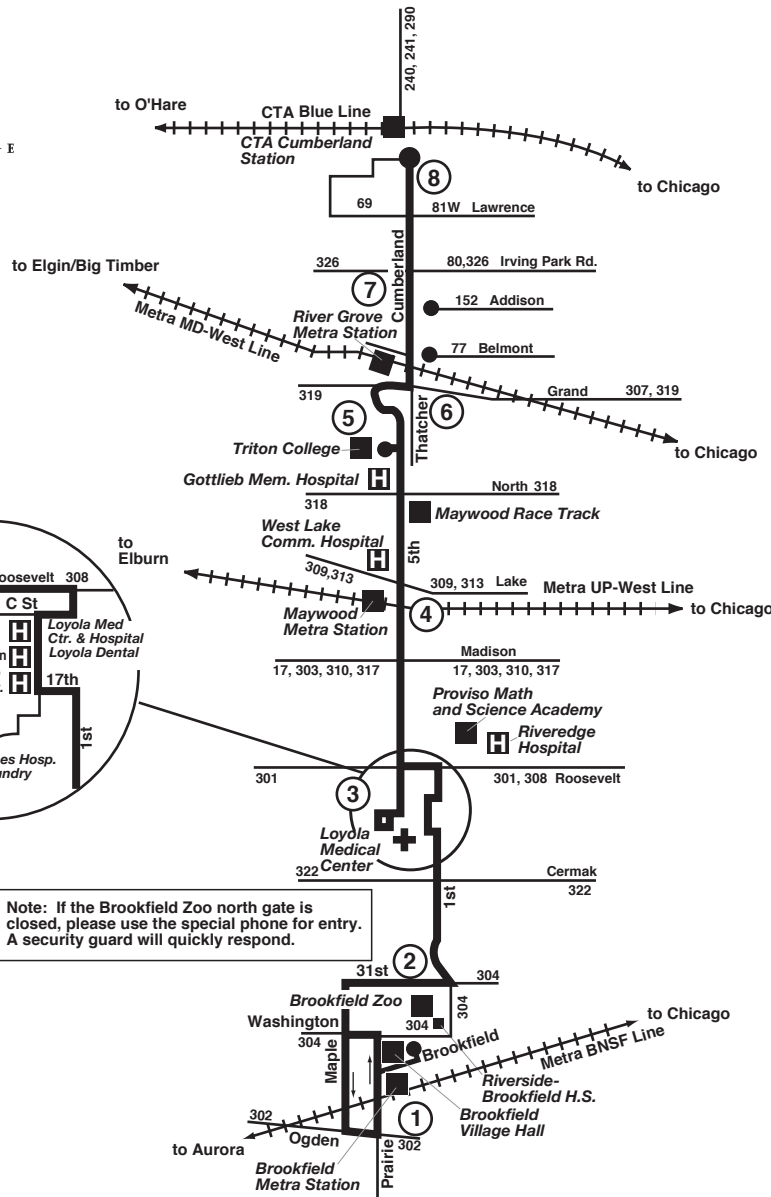 240, 241, 290
to O'Hare
CTA Blue Line
CTA Cumberland
Station
E
to Chicago
8
69
81W Lawrence
Cumberland
to Elgin/Big Timber
326
80,326 Irving Park Rd.
7
152 Addison
River Grove
Metra Station
Metra MD-West Line
77 Belmont
319
Grand
307, 319
5
6
Thatcher
to Chicago
Triton College
Gottlieb Mem. Hospital
H
North 318
318
Maywood Race Track
West Lake
Comm. Hospital
H
5th
to
Elburn
309,313
309, 313 Lake
Metra UP-West Line
to Chicago
Maywood
Metra Station
4
Madison
17, 303, 310, 317
17, 303, 310, 317
Proviso Math
and Science Academy
H
Riveredge
Hospital
301
301, 308 Roosevelt
3
Loyola
Medical
Center
oosevelt 308
C St
H
Loyola Med
Ctr. & Hospital
Loyola Dental
n
H
H
17th
1st
es Hosp.
ndry
322
Cermak
322
1st
Note: If the Brookfield Zoo north gate is
closed, please use the special phone for entry.
A security guard will quickly respond.
2
31st
304
Brookfield Zoo
304
304
Washington
304
Maple
Brookfield
to Chicago
Metra BNSF Line
Riverside-
Brookfield H.S.
Brookfield
Village Hall
1
302
Ogden
302
to Aurora
Brookfield
Metra Station
Prairie